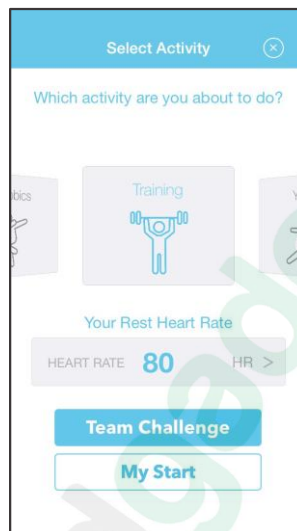 Select Activity
Which activity are you about to do?
Training
Your Rest Heart Rate
HEART RATE 80 HR >
Team Challenge
My Start